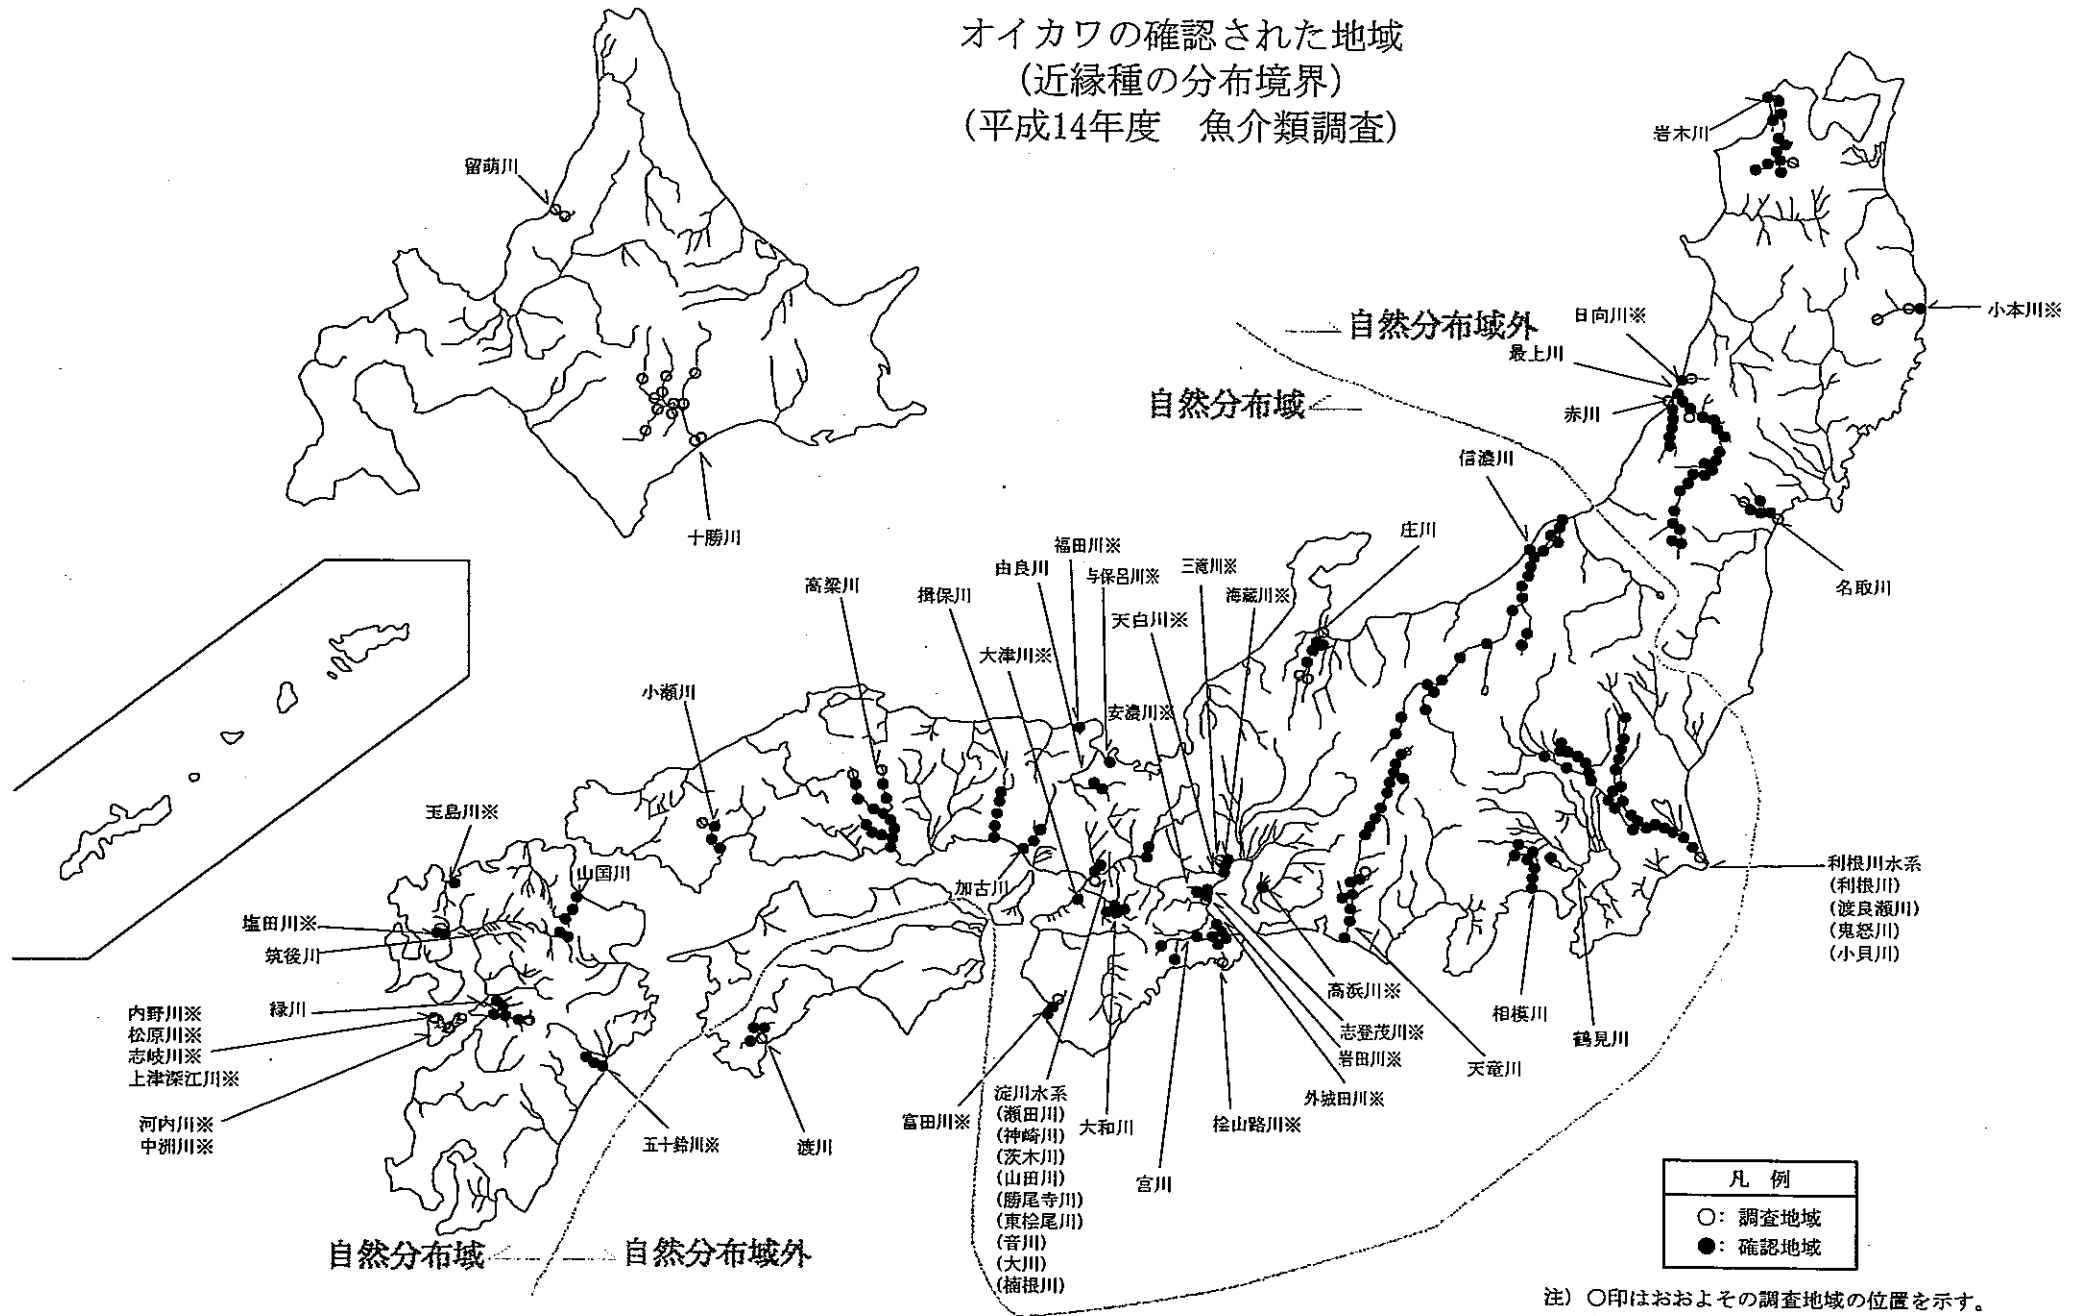 オイカワの確認された地域
(近縁種の分布境界)
(平成14年度 魚介類調査)
岩木川
留萌川
小本川※
自然分布域外
日向川※
最上川
自然分布域
赤川
信濃川
十勝川
庄川
福田川※
由良川
与保呂川※
三滝川※
高梁川
揖保川
海蔵川※
名取川
天白川※
大津川※
小瀬川
安濃川※
玉島川※
山国川
加古川
利根川水系
(利根川)
(渡良瀬川)
(鬼怒川)
(小貝川)
塩田川※
筑後川
緑川
内野川※
松原川※
志岐川※
上津深江川※
河内川※
中洲川※
高浜川※
志登茂川※
岩田川※
外城田川※
相模川
鶴見川
天竜川
五十鈴川※
渡川
富田川※
淀川水系
(瀬田川)
(神崎川)
(茨木川)
(山田川)
(勝尾寺川)
(東桧尾川)
(音川)
(大川)
(楠根川)
大和川
宮川
桧山路川※
自然分布域
自然分布域外
凡 例
○: 調査地域
●: 確認地域
注) ○印はおおよその調査地域の位置を示す。